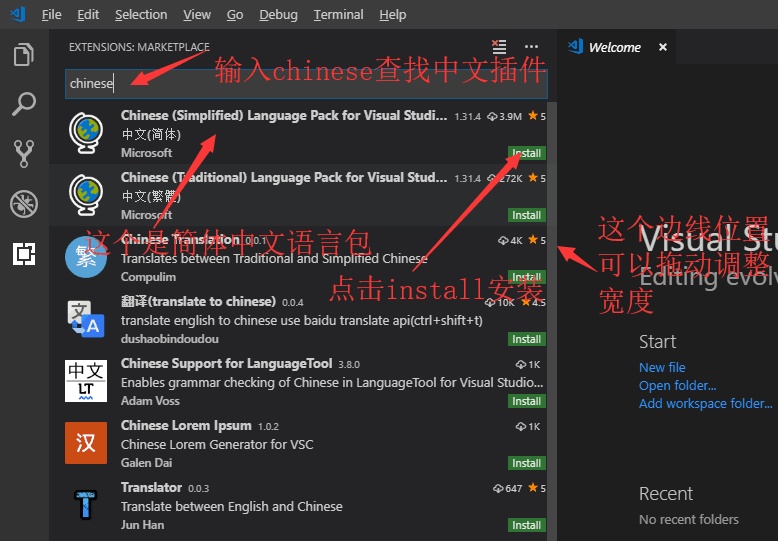 File Edit Selection View Go Debug Terminal Help
EXTENSIONS: MARKETPLACE
Welcome
chinese
输入chinese查找中文插件
Chinese (Simplified) Language Pack for Visual Studi... 1.31.4 3.9M 5
中文(简体)
Microsoft Install
Chinese (Traditional) Language Pack for Visual Stud... 1.31.4 272K 5
中文(繁體)
Microsoft Install
这个是简体中文语言包
繁
Chinese Translation 0.0.1 4K 5
Translates between Traditional and Simplified Chinese
Compulim Install
点击install安装
这个边线位置
可以拖动调整
宽度
Visual Stu
Editing evolv
文 A
翻译(translate to chinese) 0.0.4 10K 4.5
translate english to chinese use baidu translate api(ctrl+shift+t)
dushaobindoudou Install
中文
LT
Chinese Support for LanguageTool 3.8.0 1K
Enables grammar checking of Chinese in LanguageTool for Visual Studio...
Adam Voss Install
汉
Chinese Lorem Ipsum 1.0.2 1K
Chinese Lorem Generator for VSC
Galen Dai Install
T
Translator 0.0.3 647 5
Translate between English and Chinese
Jun Han Install
Start
New file
Open folder...
Add workspace folder...
Recent
No recent folders